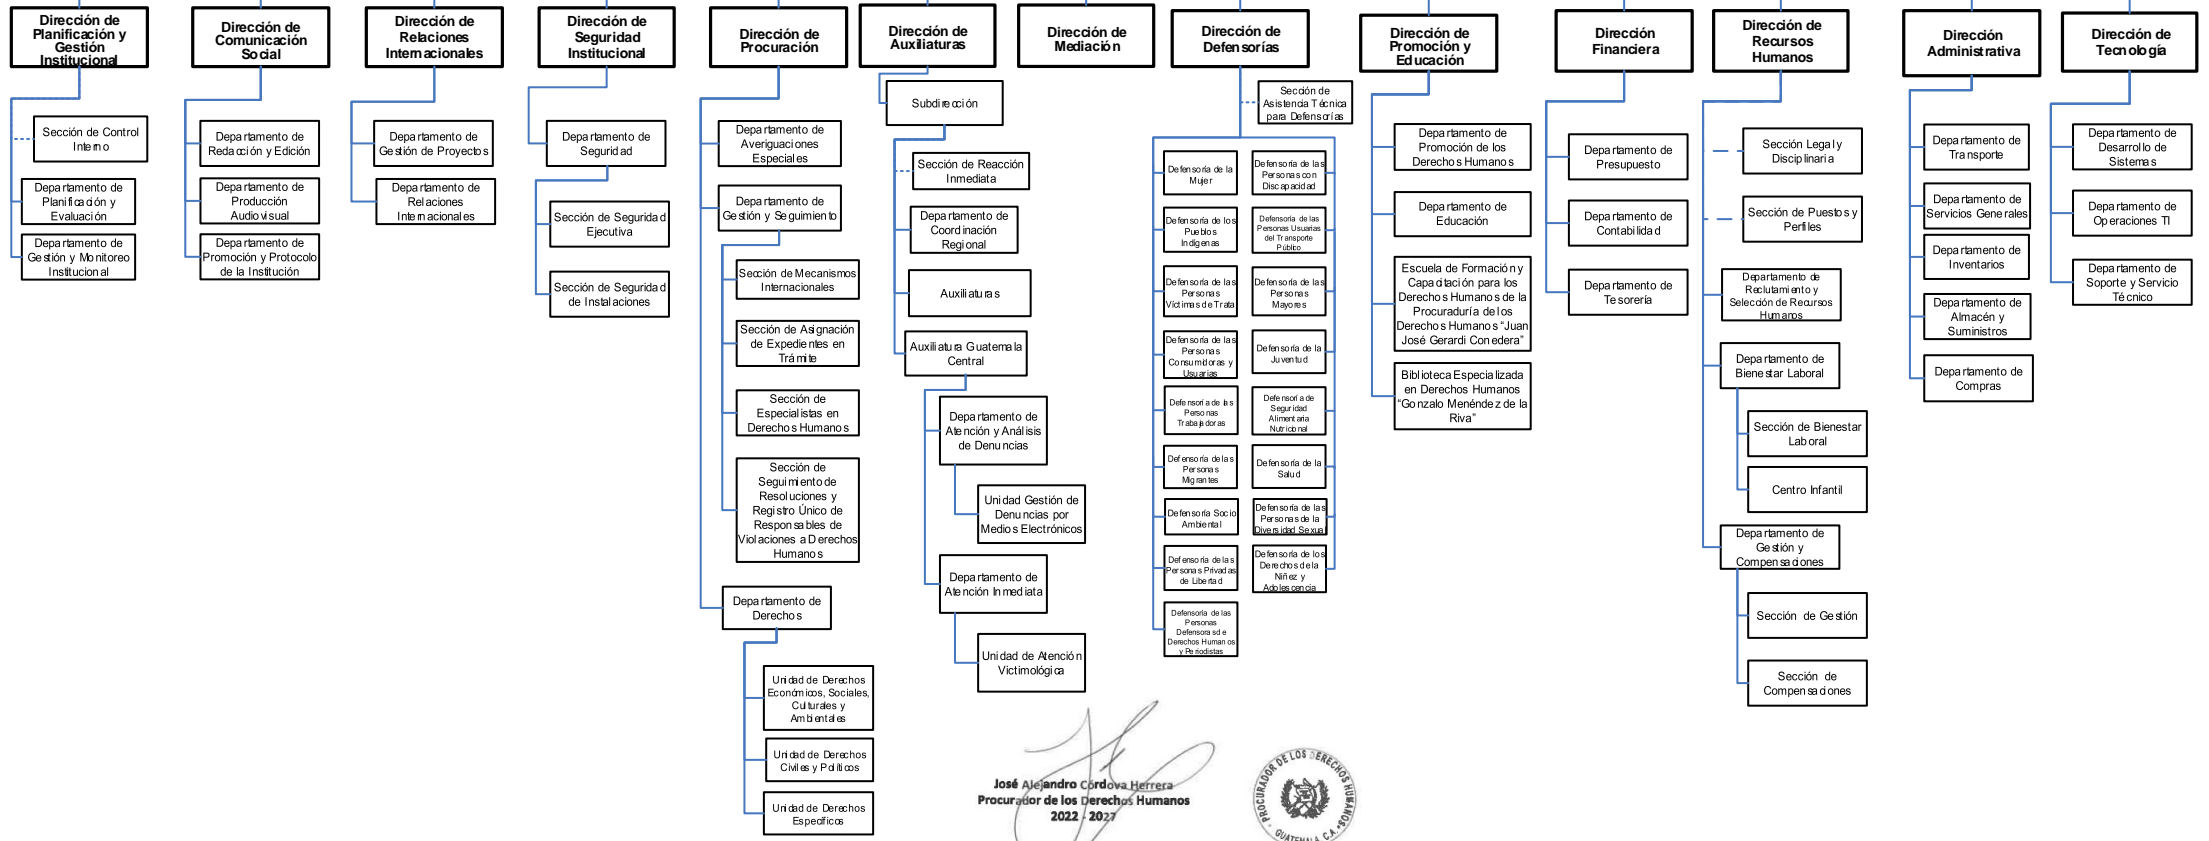 Dirección de
Planificación y
Gestión
Institucional
Sección de Control
Interno
Departamento de
Planificación y
Evaluación
Departamento de
Gestión y Monitoreo
Institucional
Dirección de
Comunicación
Social
Departamento de
Redacción y Edición
Departamento de
Producción
Audiovisual
Departamento de
Promoción y Protocolo
de la Institución
Dirección de
Relaciones
Internacionales
Departamento de
Gestión de Proyectos
Departamento de
Relaciones
Internacionales
Dirección de
Seguridad
Institucional
Departamento de
Seguridad
Sección de Seguridad
Ejecutiva
Sección de Seguridad
de Instalaciones
Dirección de
Procuración
Departamento de
Averiguaciones
Especiales
Departamento de
Gestión y Seguimiento
Sección de Mecanismos
Internacionales
Sección de Asignación
de Expedientes en
Trámite
Sección de
Especialistas en
Derechos Humanos
Sección de
Seguimiento de
Resoluciones y
Registro Único de
Responsables de
Violaciones a Derechos
Humanos
Departamento de
Derechos
Unidad de Derechos
Económicos, Sociales,
Culturales y
Ambientales
Unidad de Derechos
Civiles y Políticos
Unidad de Derechos
Específicos
Dirección de
Auxiliaturas
Subdirección
Sección de Reacción
Inmediata
Departamento de
Coordinación
Regional
Auxiliaturas
Auxiliatura Guatemala
Central
Departamento de
Atención y Análisis
de Denuncias
Unidad Gestión de
Denuncias por
Medios Electrónicos
Departamento de
Atención Inmediata
Unidad de Atención
Victimológica
Dirección de
Mediación
Dirección de
Defensorías
Sección de
Asistencia Técnica
para Defensorías
Defensoría de la
Mujer
Defensoría de los
Pueblos
Indígenas
Defensoría de las
Personas
Víctimas de Trata
Defensoría de las
Personas
Consumidoras y
Usuarias
Defensoría de las
Personas
Trabajadoras
Defensoría de las
Personas
Migrantes
Defensoría Socio
Ambiental
Defensoría de las
Personas Privadas
de Libertad
Defensoría de las
Personas
Defensoras de
Derechos Humanos
y Periodistas
Defensoría de las
Personas con
Discapacidad
Defensoría de las
Personas Usuarias
del Transporte
Público
Defensoría de las
Personas
Mayores
Defensoría de la
Juventud
Defensoría de
Seguridad
Alimentaria
Nutricional
Defensoría de la
Salud
Defensoría de las
Personas de la
Diversidad Sexual
Defensoría de los
Derechos de la
Niñez y
Adolescencia
Dirección de
Promoción y
Educación
Departamento de
Promoción de los
Derechos Humanos
Departamento de
Educación
Escuela de Formación y
Capacitación para los
Derechos Humanos de la
Procuraduría de los
Derechos Humanos “Juan
José Gerardi Conedera”
Biblioteca Especializada
en Derechos Humanos
“Gonzalo Menéndez de la
Riva”
Dirección
Financiera
Departamento de
Presupuesto
Departamento de
Contabilidad
Departamento de
Tesorería
Dirección de
Recursos
Humanos
Sección Legal y
Disciplinaria
Sección de Puestos y
Perfiles
Departamento de
Reclutamiento y
Selección de Recursos
Humanos
Departamento de
Bienestar Laboral
Sección de Bienestar
Laboral
Centro Infantil
Departamento de
Gestión y
Compensaciones
Sección de Gestión
Sección de
Compensaciones
Dirección
Administrativa
Departamento de
Transporte
Departamento de
Servicios Generales
Departamento de
Inventarios
Departamento de
Almacén y
Suministros
Departamento de
Compras
Dirección de
Tecnología
Departamento de
Desarrollo de
Sistemas
Departamento de
Operaciones TI
Departamento de
Soporte y Servicio
Técnico
José Alejandro Córdova Herrera
Procurador de los Derechos Humanos
2022 - 2027
PROCURADOR DE LOS DERECHOS HUMANOS
GUATEMALA, C.A.